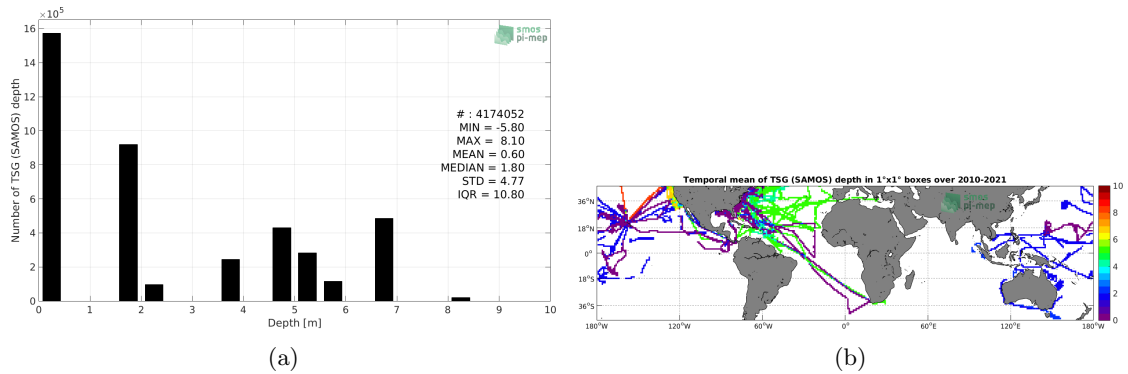 ×10⁵
16
14
12
10
8
6
4
2
0
Number of TSG (SAMOS) depth
smos
pi-mep
# : 4174052
MIN = -5.80
MAX = 8.10
MEAN = 0.60
MEDIAN = 1.80
STD = 4.77
IQR = 10.80
0 1 2 3 4 5 6 7 8 9 10
Depth [m]
(a)
Temporal mean of TSG (SAMOS) depth in 1°x1° boxes over 2010-2021
smos
pi-mep
36°N
18°N
0°
18°S
36°S
180°W 120°W 60°W 0° 60°E 120°E 180°W
10
8
6
4
2
0
(b)